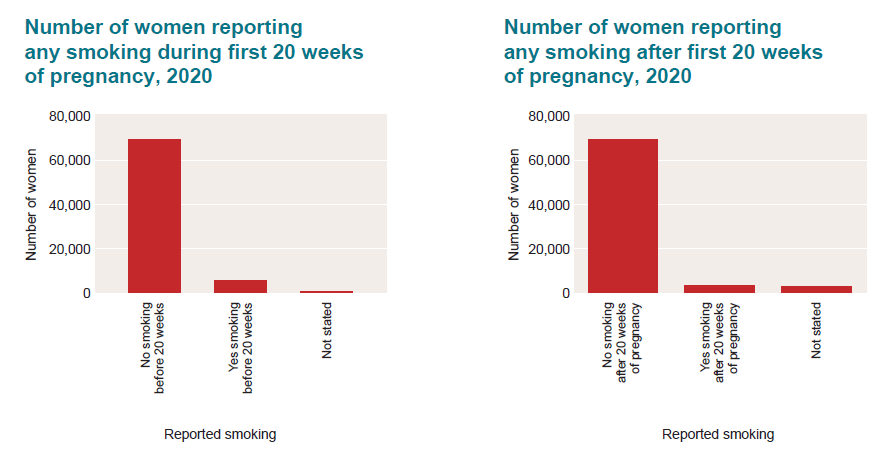 Number of women reporting
any smoking during first 20 weeks
of pregnancy, 2020
80,000
60,000
40,000
20,000
0
Number of women
No smoking
before 20 weeks
Yes smoking
before 20 weeks
Not stated
Reported smoking
Number of women reporting
any smoking after first 20 weeks
of pregnancy, 2020
80,000
60,000
40,000
20,000
0
Number of women
No smoking
after 20 weeks
of pregnancy
Yes smoking
after 20 weeks
of pregnancy
Not stated
Reported smoking